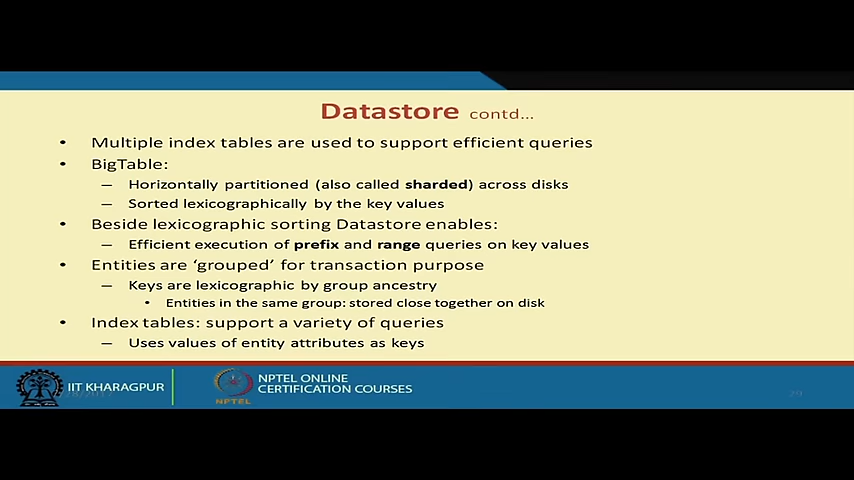 Datastore contd...
• Multiple index tables are used to support efficient queries
• BigTable:
– Horizontally partitioned (also called sharded) across disks
– Sorted lexicographically by the key values
• Beside lexicographic sorting Datastore enables:
– Efficient execution of prefix and range queries on key values
• Entities are 'grouped' for transaction purpose
– Keys are lexicographic by group ancestry
• Entities in the same group: stored close together on disk
• Index tables: support a variety of queries
– Uses values of entity attributes as keys
IIT KHARAGPUR
NPTEL
NPTEL ONLINE
CERTIFICATION COURSES